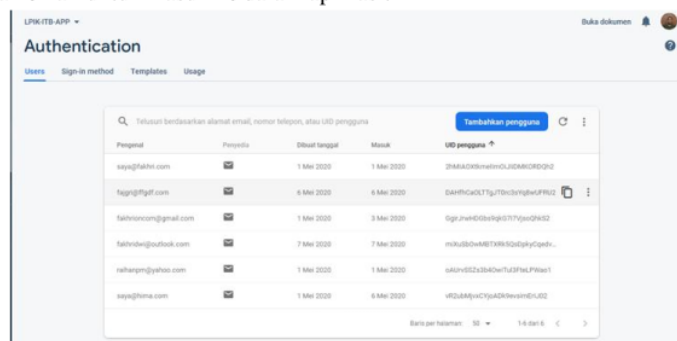 LPIK-ITB-APP
Buka dokumen
Authentication
Users Sign-in method Templates Usage
Telusuri berdasarkan alamat email, nomor telepon, atau UID pengguna
Tambahkan pengguna
Pengenal Penyedia Dibuat tanggal Masuk UID pengguna
saya@fakhri.com 1 Mei 2020 1 Mei 2020
fajgri@ffgdf.com 6 Mei 2020 6 Mei 2020
fakhrioncom@gmail.com 1 Mei 2020 3 Mei 2020
fakhridwi@outlook.com 7 Mei 2020 7 Mei 2020
raihanpm@yahoo.com 1 Mei 2020 1 Mei 2020
saya@hima.com 1 Mei 2020 6 Mei 2020
Baris per halaman: 50 1-6 dari 6